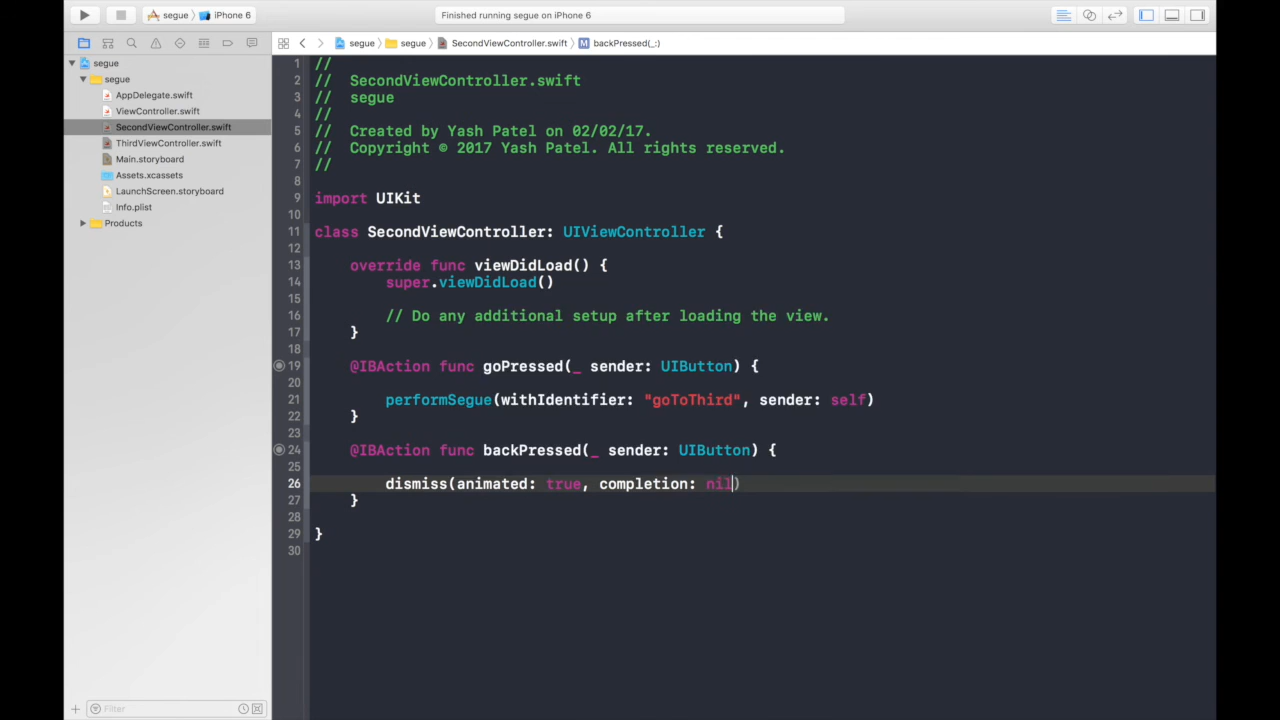 segue iPhone 6
Finished running segue on iPhone 6
segue segue SecondViewController.swift M backPressed(_:)
segue
segue
AppDelegate.swift
ViewController.swift
SecondViewController.swift
ThirdViewController.swift
Main.storyboard
Assets.xcassets
LaunchScreen.storyboard
Info.plist
Products
Filter
1 //
2 // SecondViewController.swift
3 // segue
4 //
5 // Created by Yash Patel on 02/02/17.
6 // Copyright © 2017 Yash Patel. All rights reserved.
7 //
8
9 import UIKit
10
11 class SecondViewController: UIViewController {
12
13 override func viewDidLoad() {
14 super.viewDidLoad()
15
16 // Do any additional setup after loading the view.
17 }
18
19 @IBAction func goPressed(_ sender: UIButton) {
20
21 performSegue(withIdentifier: "goToThird", sender: self)
22 }
23
24 @IBAction func backPressed(_ sender: UIButton) {
25
26 dismiss(animated: true, completion: nil)
27 }
28
29 }
30